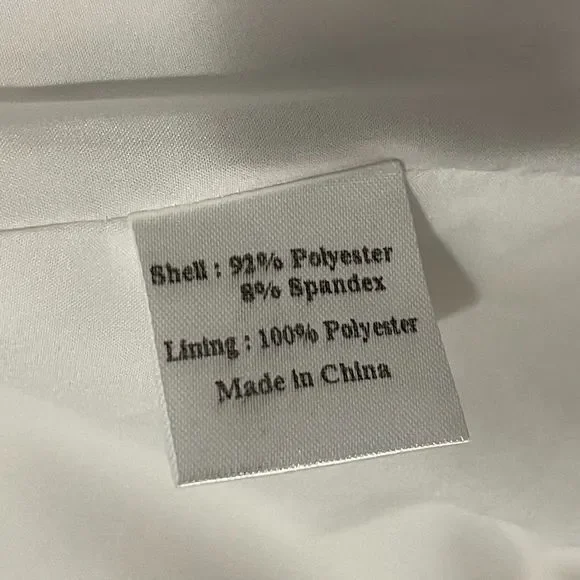 Shell : 92% Polyester
8% Spandex
Lining : 100% Polyester
Made in China